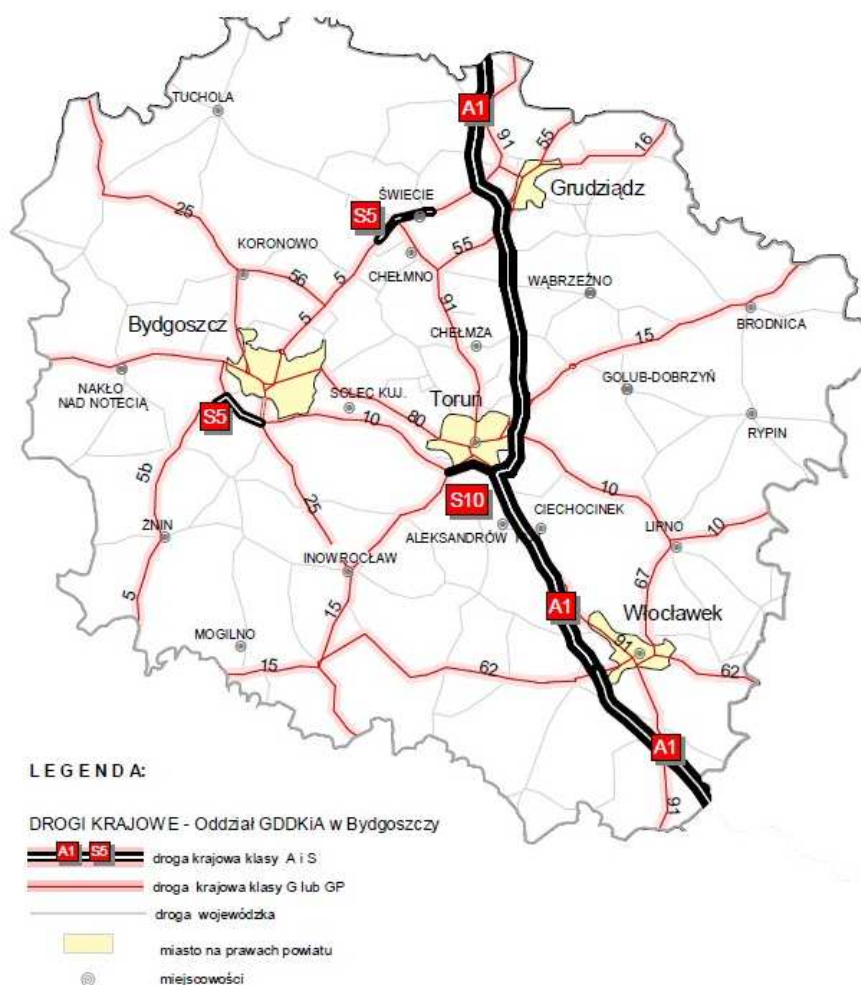 TUCHOLA
A1
91
55
16
Grudziądz
ŚWIECIE
S5
25
KORONOWO
56
5
CHEŁMNO
55
WĄBRZEŹNO
91
5
Bydgoszcz
CHEŁMŻA
15
BRODNICA
NAKŁO
NAD NOTECIĄ
SOLEC KUJ.
Toruń
GOLUB-DOBRZYŃ
S5
10
80
RYPIN
5b
S10
10
25
CIECHOCINEK
ŻNIN
ALEKSANDRÓW
LIPNO
10
INOWROCŁAW
67
5
15
A1
Włocławek
MOGILNO
91
15
62
62
A1
91
LEGENDA:
DROGI KRAJOWE - Oddział GDDKiA w Bydgoszczy
A1 S5 droga krajowa klasy A i S
droga krajowa klasy G lub GP
droga wojewódzka
miasto na prawach powiatu
miejscowości